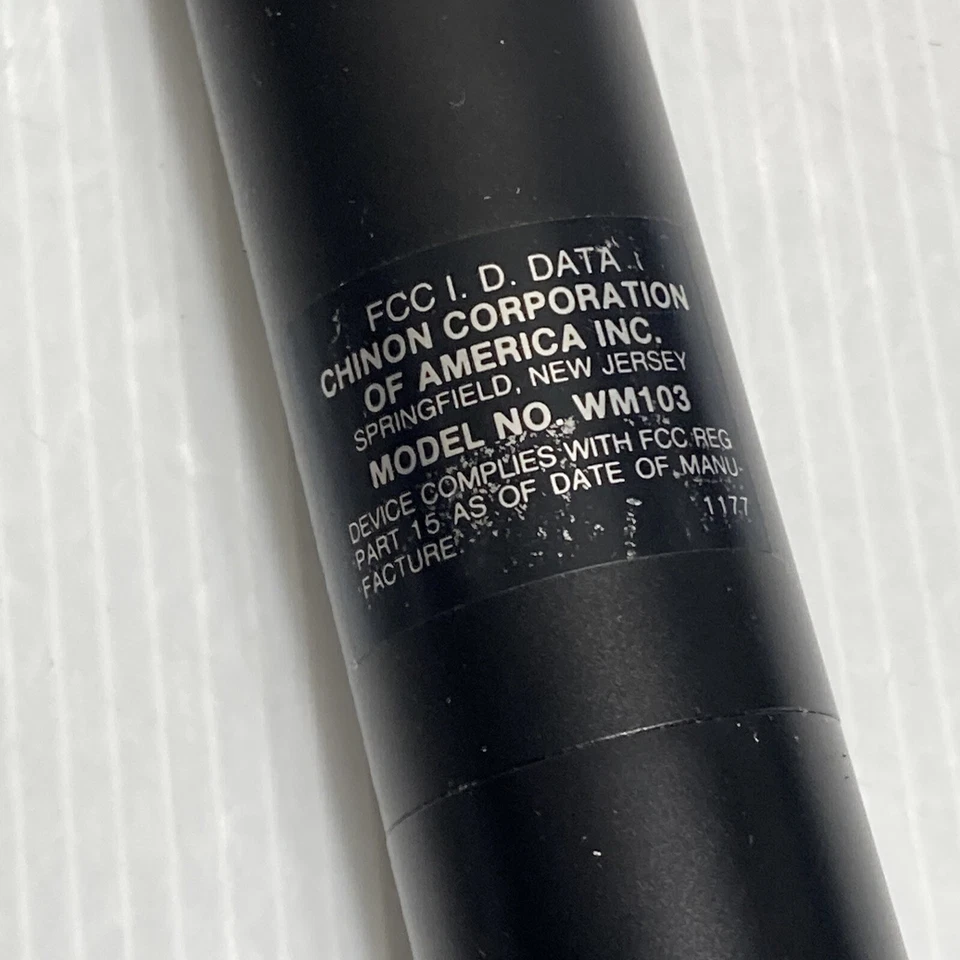 FCC I. D. DATA
CHINON CORPORATION
OF AMERICA INC.
SPRINGFIELD, NEW JERSEY
MODEL NO. WM103
DEVICE COMPLIES WITH FCC REG
PART 15 AS OF DATE OF MANU-
FACTURE.
1177